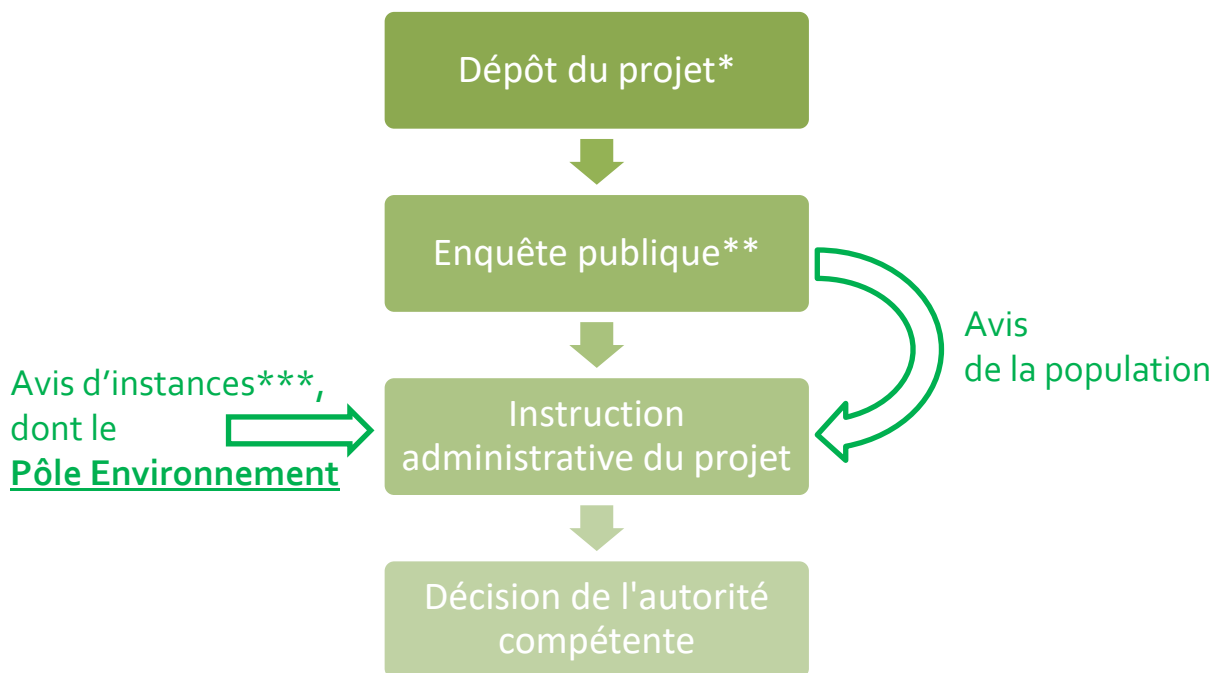 Dépôt du projet*
Enquête publique**
Avis
de la population
Avis d’instances***,
dont le
Pôle Environnement
Instruction
administrative du projet
Décision de l'autorité
compétente